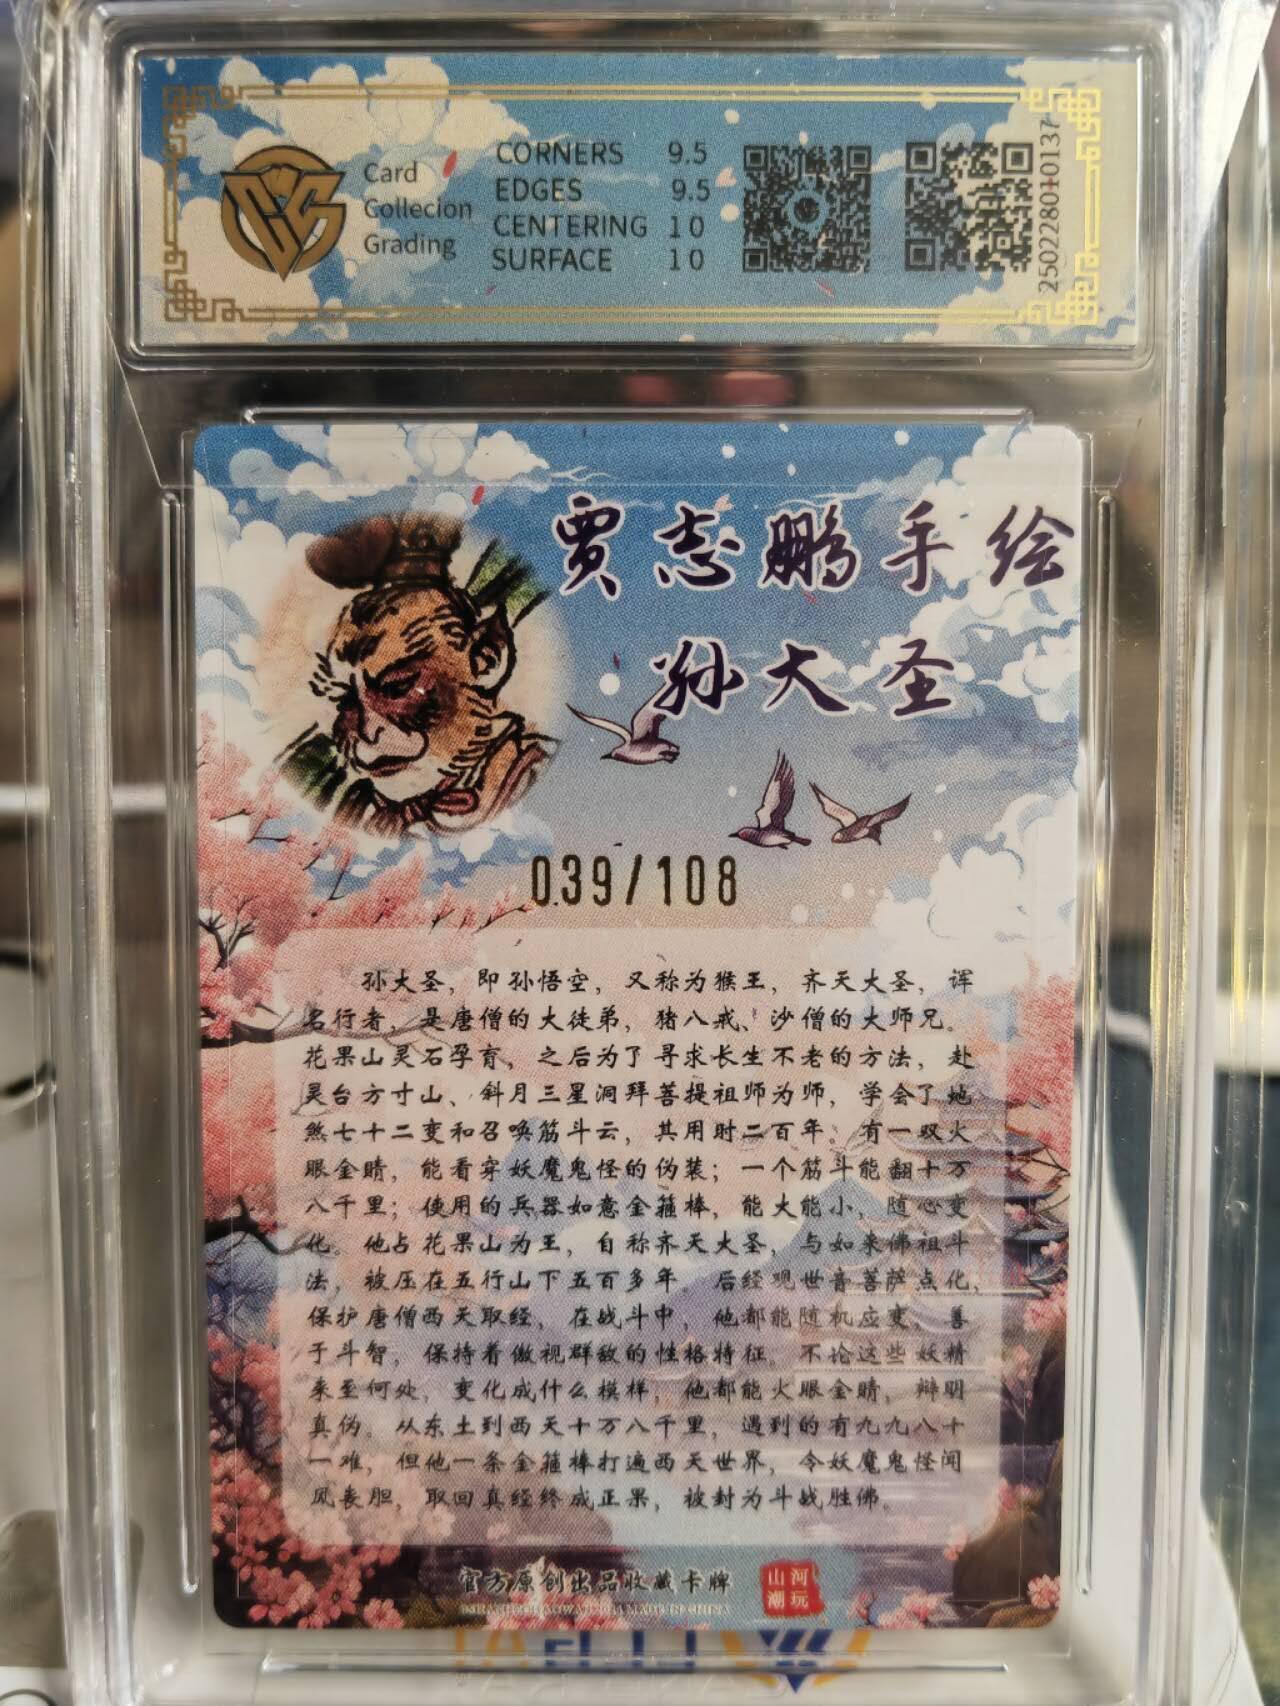 Card
Collecion
Grading
CORNERS 9.5
EDGES 9.5
CENTERING 10
SURFACE 10
2502280110137
贾志鹏手绘
孙大圣
039/108
孙大圣，即孙悟空，又称为猴王，齐天大圣，诨
名行者，是唐僧的大徒弟，猪八戒、沙僧的大师兄。
花果山灵石孕育，之后为了寻求长生不老的方法，赴
灵台方寸山、斜月三星洞拜菩提祖师为师，学会了地
煞七十二变和召唤筋斗云，其用时二百年。有一双火
眼金睛，能看穿妖魔鬼怪的伪装；一个筋斗能翻十万
八千里；使用的兵器如意金箍棒，能大能小，随心变
化。他占花果山为王，自称齐天大圣，与如来佛祖斗
法，被压在五行山下五百多年。后经观世音菩萨点化，
保护唐僧西天取经，在战斗中，他都能随机应变，善
于斗智，保持着傲视群敌的性格特征。不论这些妖精
来至何处，变化成什么模样，他都能火眼金睛，辩明
真伪。从东土到西天十万八千里，遇到的有九九八十
一难，但他一条金箍棒打遍西天世界，令妖魔鬼怪闻
风丧胆，取回真经终成正果，被封为斗战胜佛。
官方原创出品收藏卡牌
山河
潮玩